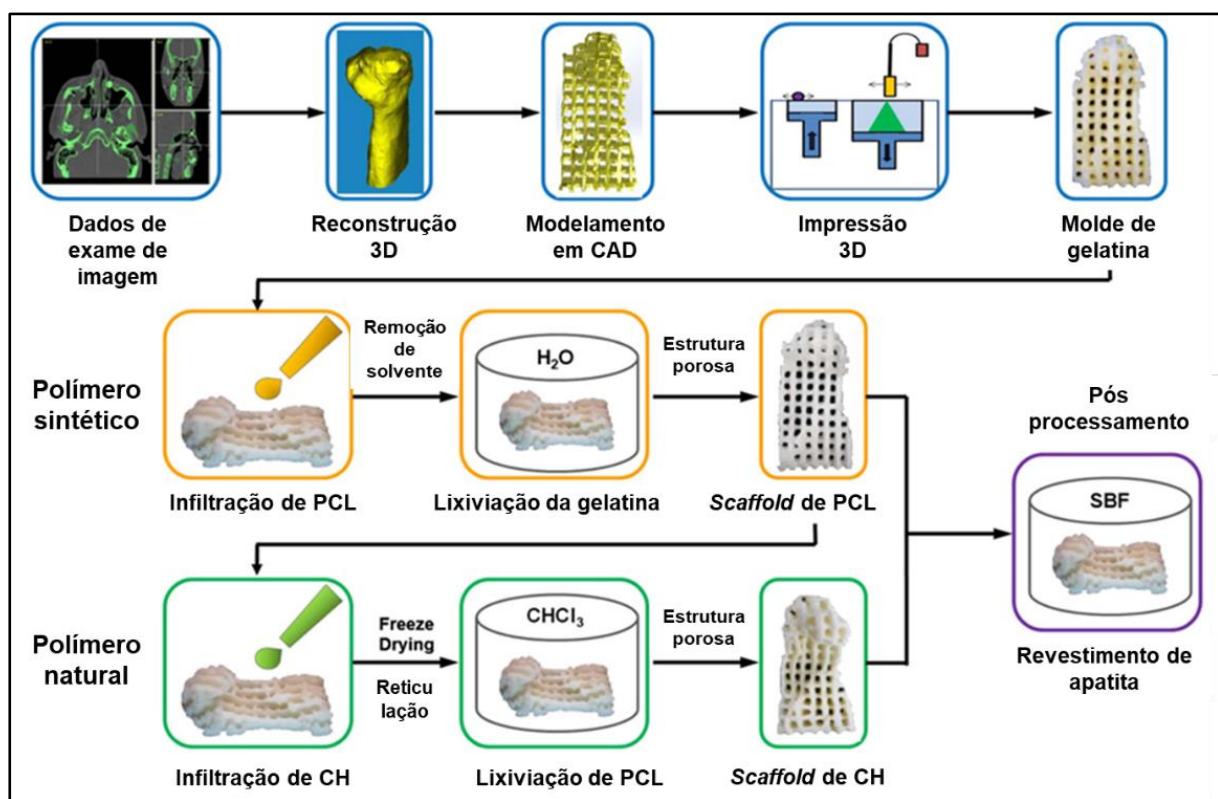 Dados de
exame de
imagem
Reconstrução
3D
Modelamento
em CAD
Impressão
3D
Molde de
gelatina
Polímero
sintético
Infiltração de PCL
Remoção
de
solvente
H₂O
Lixiviação da gelatina
Estrutura
porosa
Scaffold de PCL
Pós
processamento
SBF
Revestimento de
apatita
Polímero
natural
Infiltração de CH
Freeze
Drying
Reticu
lação
CHCl₃
Lixiviação de PCL
Estrutura
porosa
Scaffold de CH